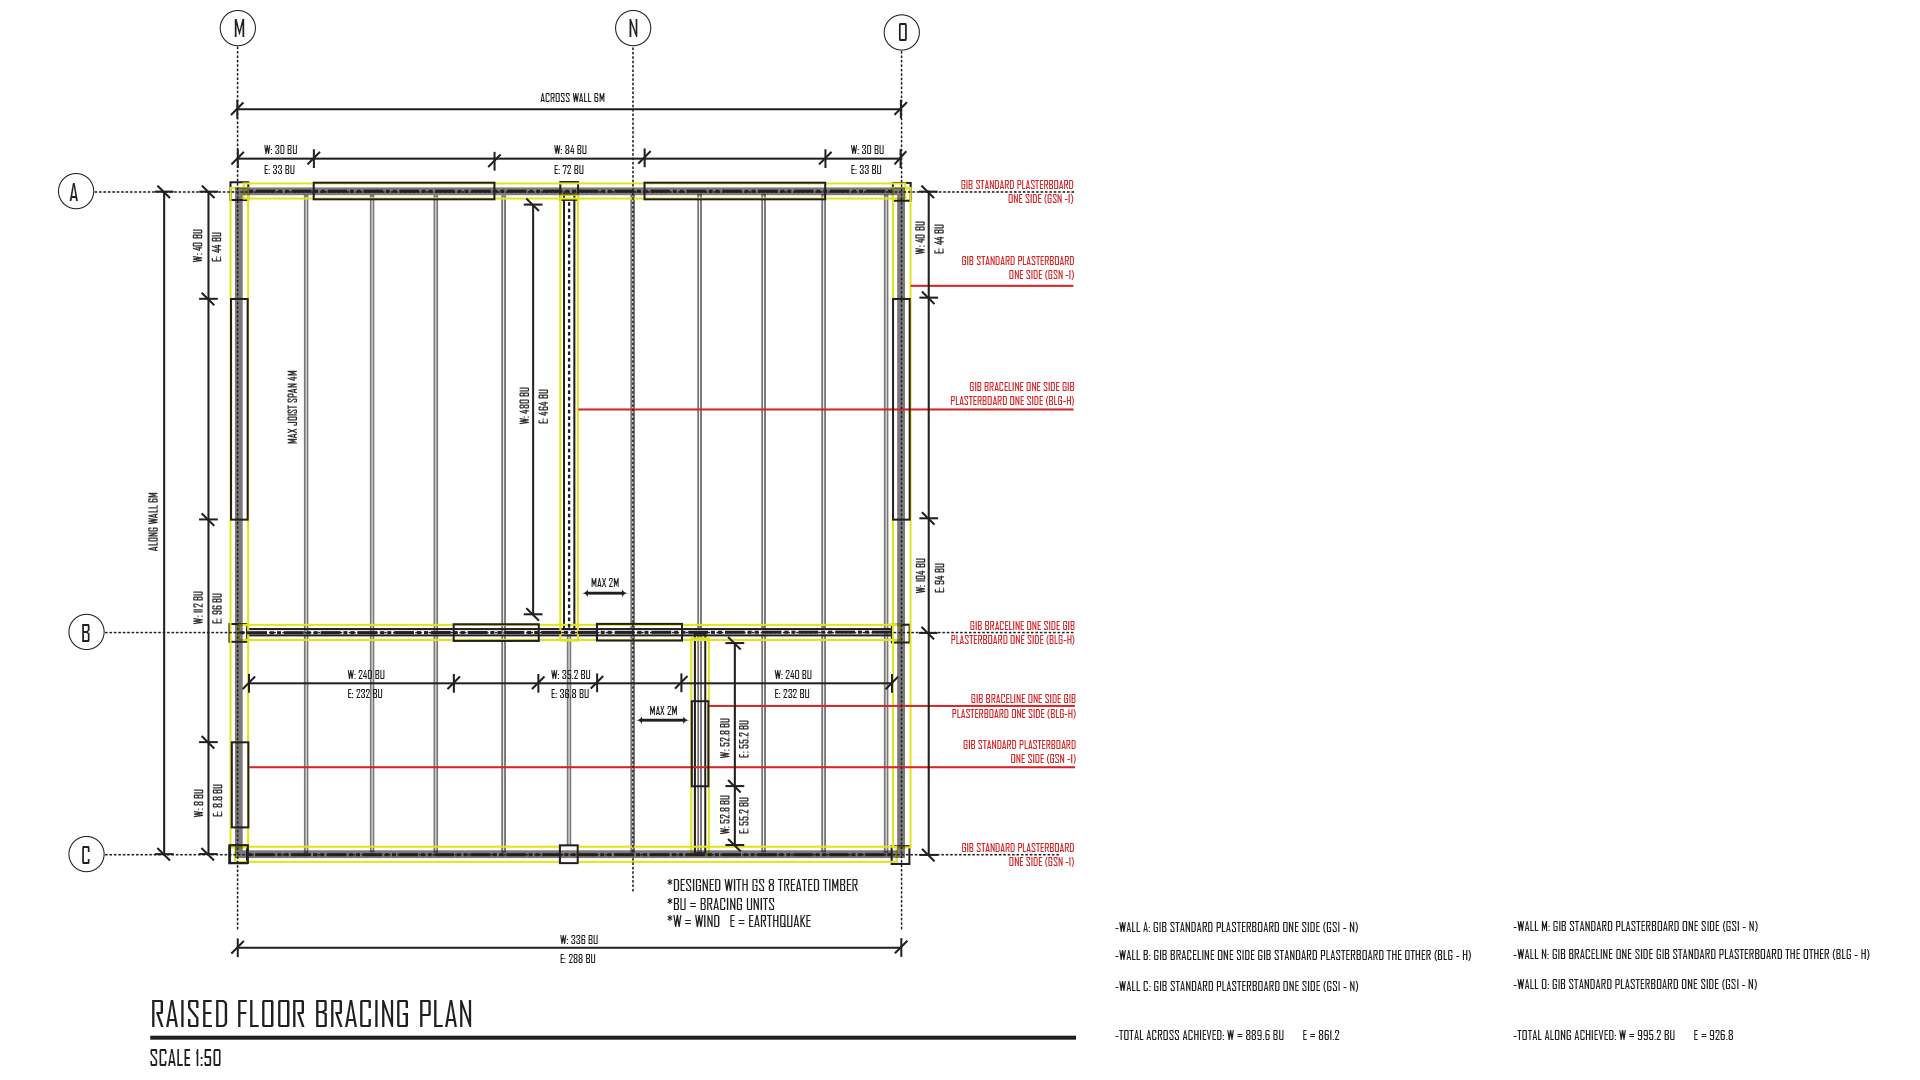 M
N
O
ACROSS WALL 6M
W: 30 BU
E: 33 BU
W: 84 BU
E: 72 BU
W: 30 BU
E: 33 BU
A
GIB STANDARD PLASTERBOARD
ONE SIDE (GSN -1)
W: 40 BU
E: 44 BU
W: 40 BU
E: 44 BU
GIB STANDARD PLASTERBOARD
ONE SIDE (GSN -1)
MAX JOIST SPAN 4M
W: 480 BU
E: 464 BU
GIB BRACELINE ONE SIDE GIB
PLASTERBOARD ONE SIDE (BLG-H)
ALONG WALL 6M
MAX 2M
W: 112 BU
E: 96 BU
W: 104 BU
E: 94 BU
B
GIB BRACELINE ONE SIDE GIB
PLASTERBOARD ONE SIDE (BLG-H)
W: 240 BU
E: 232 BU
W: 35.2 BU
E: 36.8 BU
W: 240 BU
E: 232 BU
MAX 2M
W: 52.8 BU
E: 55.2 BU
GIB BRACELINE ONE SIDE GIB
PLASTERBOARD ONE SIDE (BLG-H)
GIB STANDARD PLASTERBOARD
ONE SIDE (GSN -1)
W: 8 BU
E: 8.8 BU
W: 52.8 BU
E: 55.2 BU
C
GIB STANDARD PLASTERBOARD
ONE SIDE (GSN -1)
*DESIGNED WITH GS 8 TREATED TIMBER
*BU = BRACING UNITS
*W = WIND E = EARTHQUAKE
W: 336 BU
E: 288 BU
RAISED FLOOR BRACING PLAN
SCALE 1:50
-WALL A: GIB STANDARD PLASTERBOARD ONE SIDE (GS1 - N)
-WALL B: GIB BRACELINE ONE SIDE GIB STANDARD PLASTERBOARD THE OTHER (BLG - H)
-WALL C: GIB STANDARD PLASTERBOARD ONE SIDE (GS1 - N)
-TOTAL ACROSS ACHIEVED: W = 889.6 BU E = 861.2
-WALL M: GIB STANDARD PLASTERBOARD ONE SIDE (GS1 - N)
-WALL N: GIB BRACELINE ONE SIDE GIB STANDARD PLASTERBOARD THE OTHER (BLG - H)
-WALL O: GIB STANDARD PLASTERBOARD ONE SIDE (GS1 - N)
-TOTAL ALONG ACHIEVED: W = 995.2 BU E = 926.8